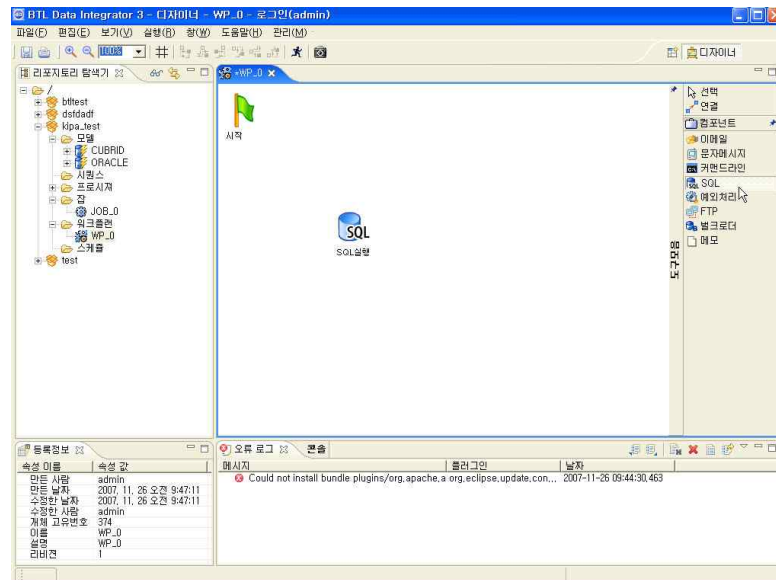 BTL Data Integrator 3 - 디자이너 - WP_0 - 로그인(admin)
파일(F) 편집(E) 보기(V) 실행(R) 창(W) 도움말(H) 관리(M)
100%
디자이너
리포지토리 탐색기
*WP_0
/
btltest
dsfdadf
kipa_test
모델
CUBRID
ORACLE
시퀀스
프로시져
잡
JOB_0
워크플랜
WP_0
스케쥴
test
시작
SQL
SQL실행
선택
연결
컴포넌트
이메일
문자메시지
커맨드라인
SQL
예외처리
FTP
벌크로더
메모
등록정보
속성 이름 속성 값
만든 사람 admin
만든 날짜 2007, 11, 26 오전 9:47:11
수정한 날짜 2007, 11, 26 오전 9:47:11
수정한 사람 admin
개체 고유번호 374
이름 WP_0
설명 WP_0
리비젼 1
오류 로그 콘솔
메시지 플러그인 날짜
Could not install bundle plugins/org.apache.a org.eclipse.update.con... 2007-11-26 09:44:30.463